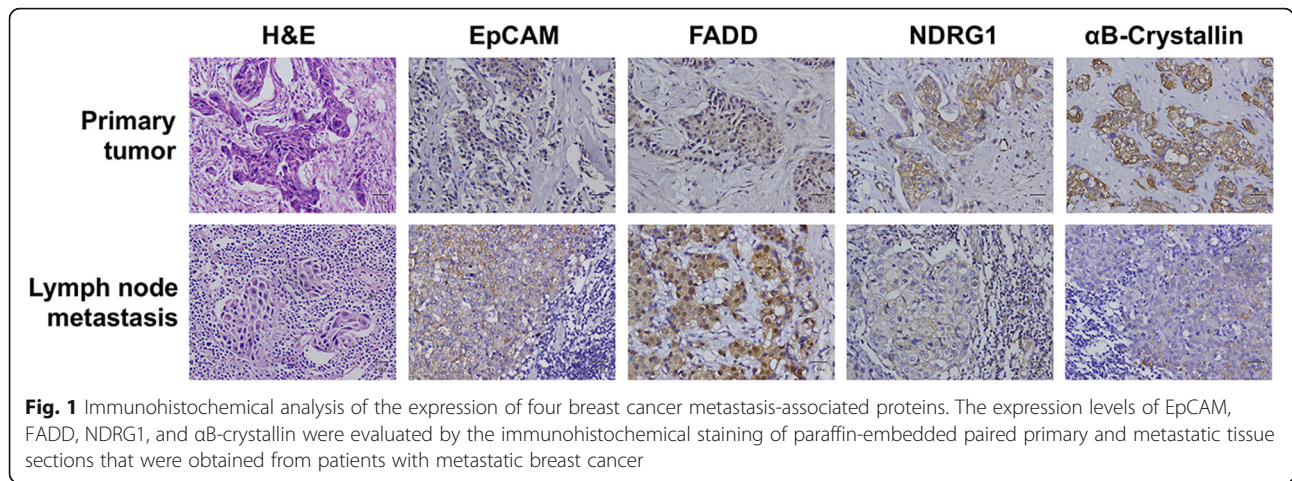 H&E EpCAM FADD NDRG1 αB-Crystallin
Primary
tumor
Lymph node
metastasis
Fig. 1 Immunohistochemical analysis of the expression of four breast cancer metastasis-associated proteins. The expression levels of EpCAM,
FADD, NDRG1, and αB-crystallin were evaluated by the immunohistochemical staining of paraffin-embedded paired primary and metastatic tissue
sections that were obtained from patients with metastatic breast cancer